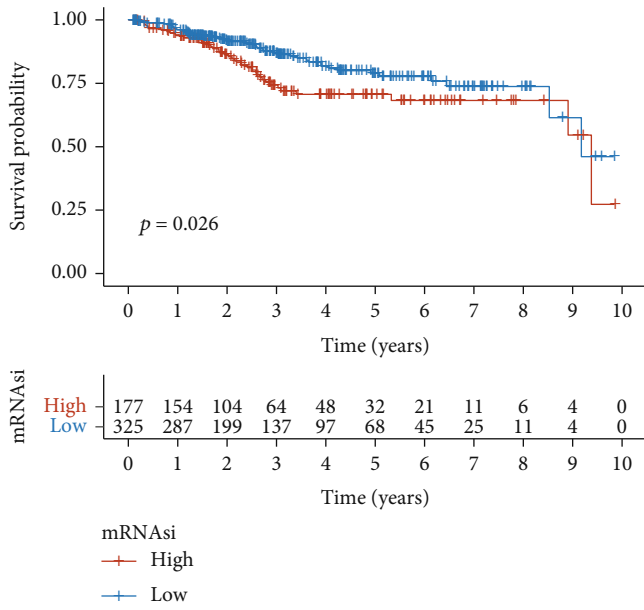 Survival probability
1.00
0.75
0.50
0.25
0.00
p = 0.026
0 1 2 3 4 5 6 7 8 9 10
Time (years)
mRNAsi
High 177 154 104 64 48 32 21 11 6 4 0
Low 325 287 199 137 97 68 45 25 11 4 0
0 1 2 3 4 5 6 7 8 9 10
Time (years)
mRNAsi
High
Low